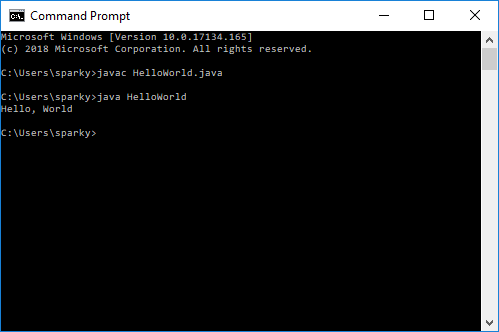 Command Prompt
Microsoft Windows [Version 10.0.17134.165]
(c) 2018 Microsoft Corporation. All rights reserved.
C:\Users\sparky>javac HelloWorld.java
C:\Users\sparky>java HelloWorld
Hello, World
C:\Users\sparky>